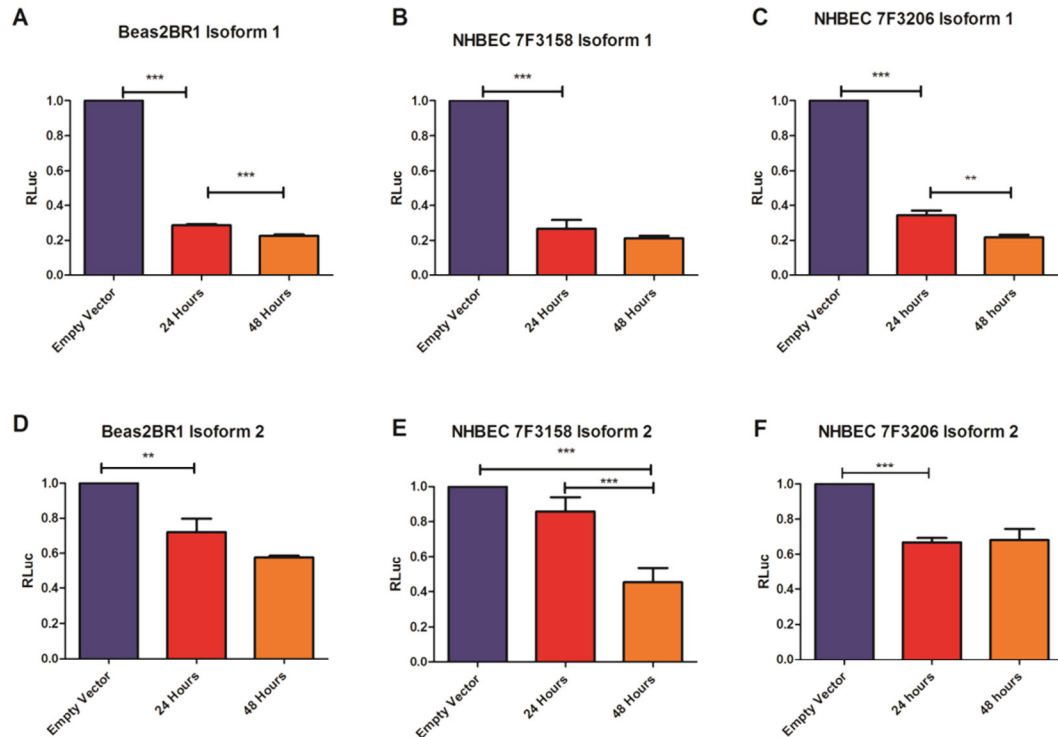 A
Beas2BR1 Isoform 1
***
***
1.0
0.8
0.6
0.4
0.2
0.0
RLuc
Empty Vector
24 Hours
48 Hours
B
NHBEC 7F3158 Isoform 1
***
1.0
0.8
0.6
0.4
0.2
0.0
RLuc
Empty Vector
24 Hours
48 Hours
C
NHBEC 7F3206 Isoform 1
***
**
1.0
0.8
0.6
0.4
0.2
0.0
RLuc
Empty Vector
24 hours
48 hours
D
Beas2BR1 Isoform 2
**
1.0
0.8
0.6
0.4
0.2
0.0
RLuc
Empty Vector
24 Hours
48 Hours
E
NHBEC 7F3158 Isoform 2
***
***
1.0
0.8
0.6
0.4
0.2
0.0
RLuc
Empty Vector
24 Hours
48 Hours
F
NHBEC 7F3206 Isoform 2
***
1.0
0.8
0.6
0.4
0.2
0.0
RLuc
Empty Vector
24 hours
48 hours